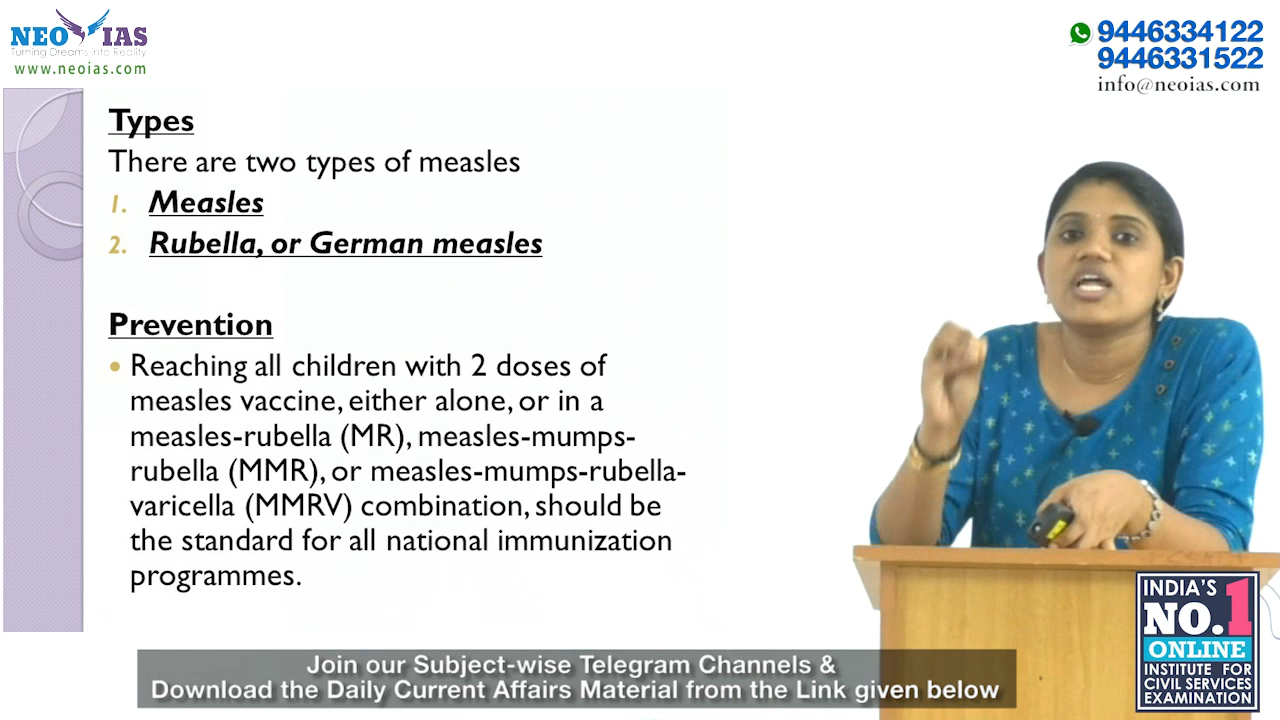 NEO IAS
Turning Dreams into Reality
www.neoias.com
9446334122
9446331522
info@neoias.com
Types
There are two types of measles
1. Measles
2. Rubella, or German measles
Prevention
• Reaching all children with 2 doses of
measles vaccine, either alone, or in a
measles-rubella (MR), measles-mumps-
rubella (MMR), or measles-mumps-rubella-
varicella (MMRV) combination, should be
the standard for all national immunization
programmes.
INDIA'S
NO.1
ONLINE
INSTITUTE FOR
CIVIL SERVICES
EXAMINATION
Join our Subject-wise Telegram Channels &
Download the Daily Current Affairs Material from the Link given below